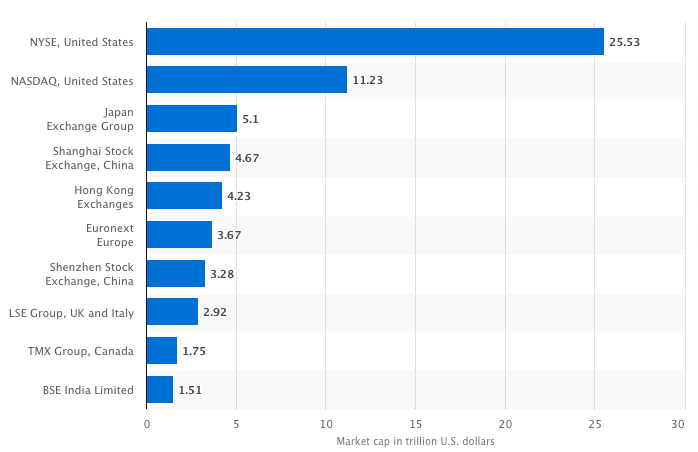 NYSE, United States
25.53
NASDAQ, United States
11.23
Japan
Exchange Group
5.1
Shanghai Stock
Exchange, China
4.67
Hong Kong
Exchanges
4.23
Euronext
Europe
3.67
Shenzhen Stock
Exchange, China
3.28
LSE Group, UK and Italy
2.92
TMX Group, Canada
1.75
BSE India Limited
1.51
0 5 10 15 20 25 30
Market cap in trillion U.S. dollars